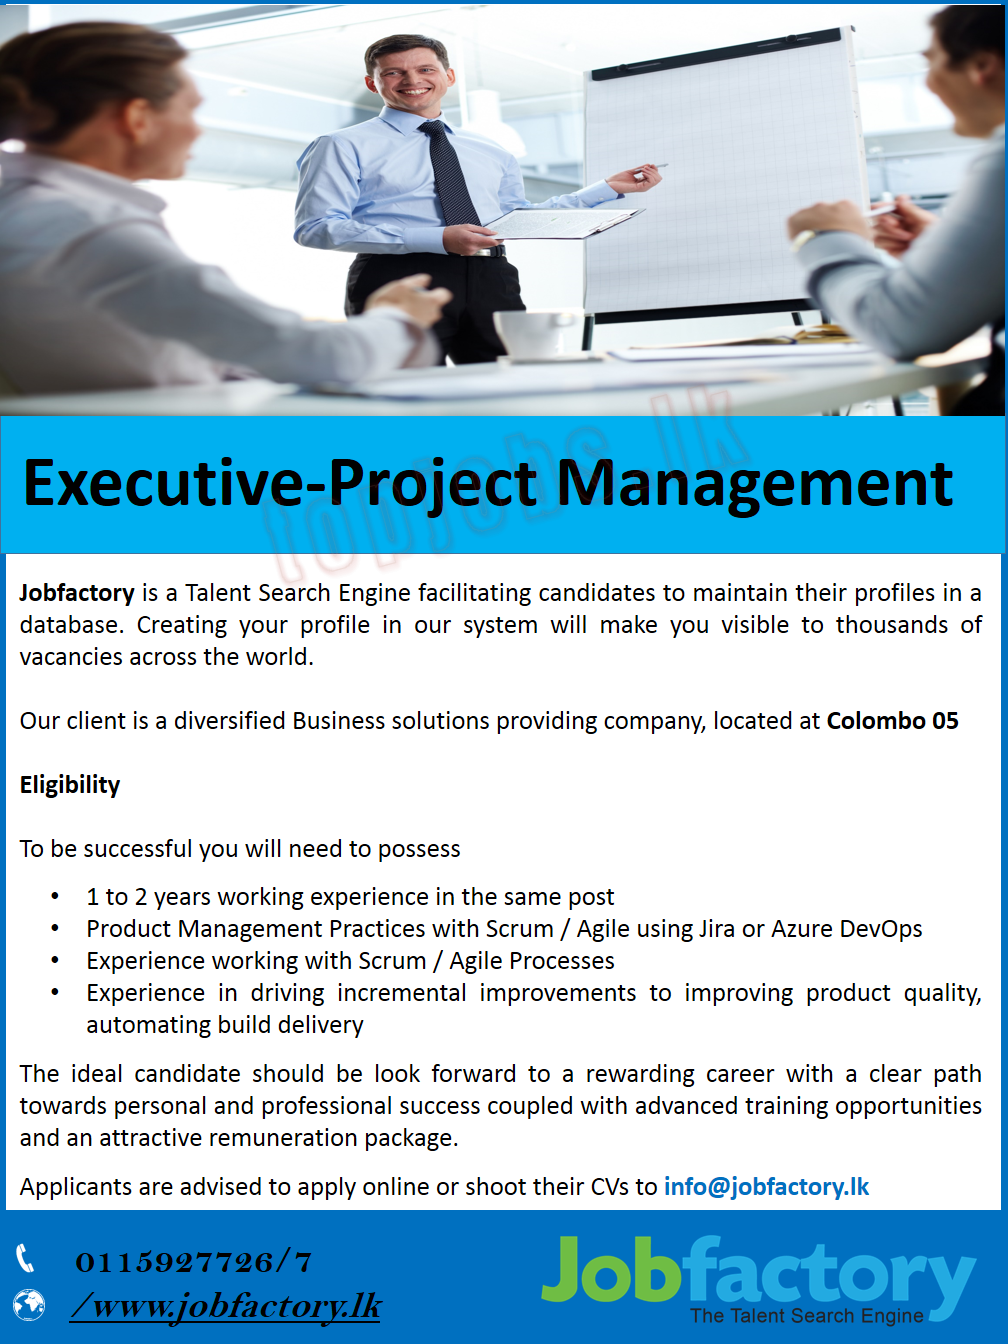 topjobs.lk
Executive-Project Management
Jobfactory is a Talent Search Engine facilitating candidates to maintain their profiles in a
database. Creating your profile in our system will make you visible to thousands of
vacancies across the world.
Our client is a diversified Business solutions providing company, located at Colombo 05
Eligibility
To be successful you will need to possess
• 1 to 2 years working experience in the same post
• Product Management Practices with Scrum / Agile using Jira or Azure DevOps
• Experience working with Scrum / Agile Processes
• Experience in driving incremental improvements to improving product quality,
automating build delivery
The ideal candidate should be look forward to a rewarding career with a clear path
towards personal and professional success coupled with advanced training opportunities
and an attractive remuneration package.
Applicants are advised to apply online or shoot their CVs to info@jobfactory.lk
0115927726/7
/www.jobfactory.lk
Jobfactory
The Talent Search Engine